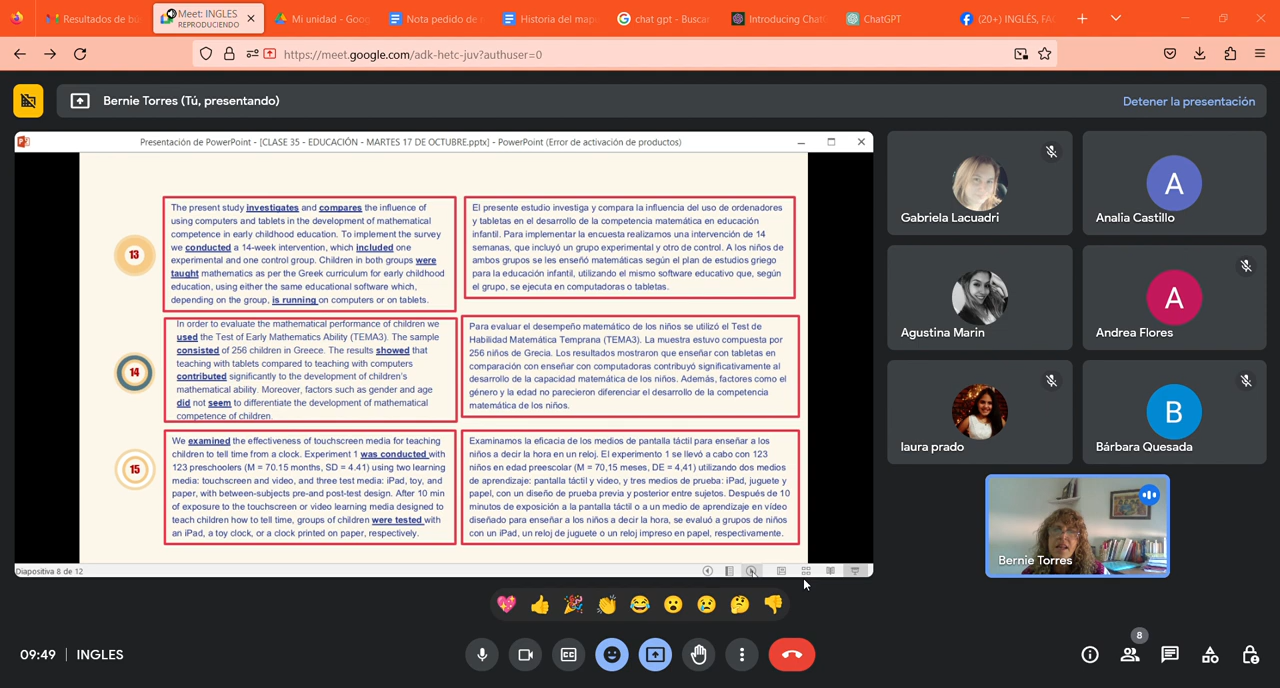 Resultados de bú
Meet: INGLES
REPRODUCIENDO
Mi unidad – Goog
Nota pedido de
Historia del map
chat gpt - Buscar
Introducing Chat
ChatGPT
(20+) INGLÉS, FAC
https://meet.google.com/adk-hetc-juv?authuser=0
Bernie Torres (Tú, presentando)
Detener la presentación
Presentación de PowerPoint - [CLASE 35 - EDUCACIÓN - MARTES 17 DE OCTUBRE.pptx] - PowerPoint (Error de activación de productos)
13
The present study investigates and compares the influence of
using computers and tablets in the development of mathematical
competence in early childhood education. To implement the survey
we conducted a 14-week intervention, which included one
experimental and one control group. Children in both groups were
taught mathematics as per the Greek curriculum for early childhood
education, using either the same educational software which,
depending on the group, is running on computers or on tablets.
El presente estudio investiga y compara la influencia del uso de ordenadores
y tabletas en el desarrollo de la competencia matemática en educación
infantil. Para implementar la encuesta realizamos una intervención de 14
semanas, que incluyó un grupo experimental y otro de control. A los niños de
ambos grupos se les enseñó matemáticas según el plan de estudios griego
para la educación infantil, utilizando el mismo software educativo que, según
el grupo, se ejecuta en computadoras o tabletas.
14
In order to evaluate the mathematical performance of children we
used the Test of Early Mathematics Ability (TEMA3). The sample
consisted of 256 children in Greece. The results showed that
teaching with tablets compared to teaching with computers
contributed significantly to the development of children's
mathematical ability. Moreover, factors such as gender and age
did not seem to differentiate the development of mathematical
competence of children.
Para evaluar el desempeño matemático de los niños se utilizó el Test de
Habilidad Matemática Temprana (TEMA3). La muestra estuvo compuesta por
256 niños de Grecia. Los resultados mostraron que enseñar con tabletas en
comparación con enseñar con computadoras contribuyó significativamente al
desarrollo de la capacidad matemática de los niños. Además, factores como el
género y la edad no parecieron diferenciar el desarrollo de la competencia
matemática de los niños.
15
We examined the effectiveness of touchscreen media for teaching
children to tell time from a clock. Experiment 1 was conducted with
123 preschoolers (M = 70.15 months, SD = 4.41) using two learning
media: touchscreen and video, and three test media: iPad, toy, and
paper, with between-subjects pre-and post-test design. After 10 min
of exposure to the touchscreen or video learning media designed to
teach children how to tell time, groups of children were tested with
an iPad, a toy clock, or a clock printed on paper, respectively.
Examinamos la eficacia de los medios de pantalla táctil para enseñar a los
niños a decir la hora en un reloj. El experimento 1 se llevó a cabo con 123
niños en edad preescolar (M = 70,15 meses, DE = 4,41) utilizando dos medios
de aprendizaje: pantalla táctil y video, y tres medios de prueba: iPad, juguete y
papel, con un diseño de prueba previa y posterior entre sujetos. Después de 10
minutos de exposición a la pantalla táctil o a un medio de aprendizaje en vídeo
diseñado para enseñar a los niños a decir la hora, se evaluó a grupos de niños
con un iPad, un reloj de juguete o un reloj impreso en papel, respectivamente.
Diapositiva 8 de 12
Gabriela Lacuadri
A
Analia Castillo
Agustina Marin
A
Andrea Flores
laura prado
B
Bárbara Quesada
Bernie Torres
09:49 | INGLES
8